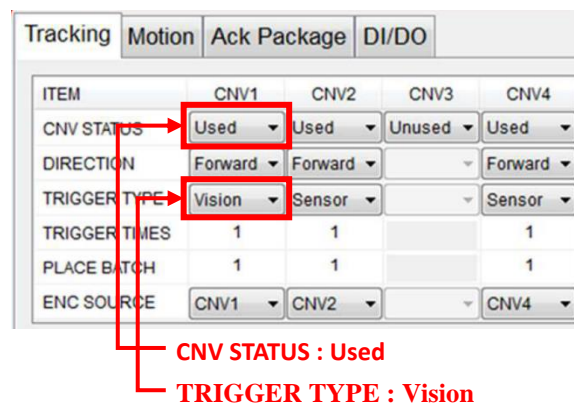 Tracking Motion Ack Package DI/DO
ITEM CNV1 CNV2 CNV3 CNV4
CNV STATUS Used Used Unused Used
DIRECTION Forward Forward Forward
TRIGGER TYPE Vision Sensor Sensor
TRIGGER TIMES 1 1 1
PLACE BATCH 1 1 1
ENC SOURCE CNV1 CNV2 CNV4
CNV STATUS : Used
TRIGGER TYPE : Vision